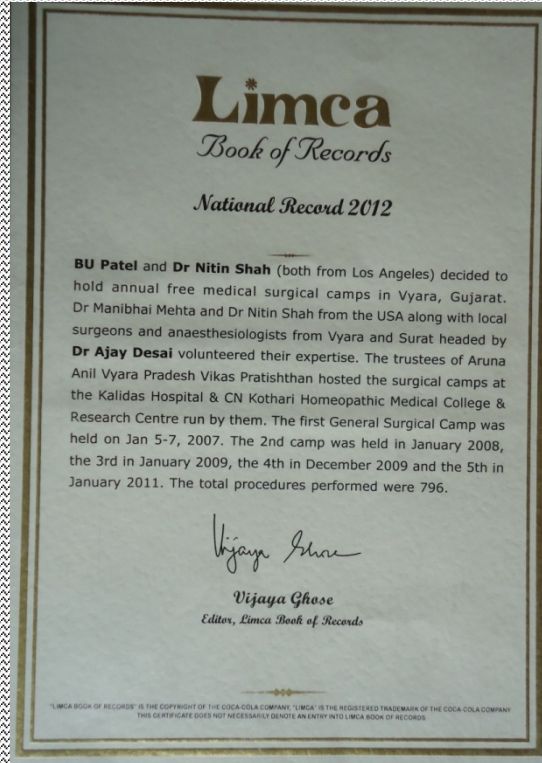 Limca
Book of Records
National Record 2012
BU Patel and Dr Nitin Shah (both from Los Angeles) decided to
hold annual free medical surgical camps in Vyara, Gujarat.
Dr Manibhai Mehta and Dr Nitin Shah from the USA along with local
surgeons and anaesthesiologists from Vyara and Surat headed by
Dr Ajay Desai volunteered their expertise. The trustees of Aruna
Anil Vyara Pradesh Vikas Pratishthan hosted the surgical camps at
the Kalidas Hospital & CN Kothari Homeopathic Medical College &
Research Centre run by them. The first General Surgical Camp was
held on Jan 5-7, 2007. The 2nd camp was held in January 2008,
the 3rd in January 2009, the 4th in December 2009 and the 5th in
January 2011. The total procedures performed were 796.
Vijaya Ghose
Vijaya Ghose
Editor, Limca Book of Records
"LIMCA BOOK OF RECORDS" IS THE COPYRIGHT OF THE COCA-COLA COMPANY, "LIMCA" IS THE REGISTERED TRADEMARK OF THE COCA-COLA COMPANY
THIS CERTIFICATE DOES NOT NECESSARILY DENOTE AN ENTRY INTO LIMCA BOOK OF RECORDS